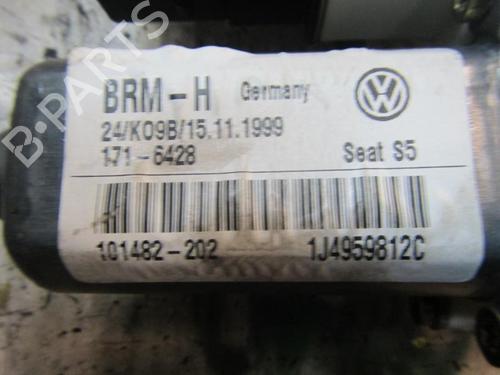 BRM-H Germany
24/K09B/15.11.1999
171-6428 Seat S5
101482-202 1J4959812C
B-PARTS